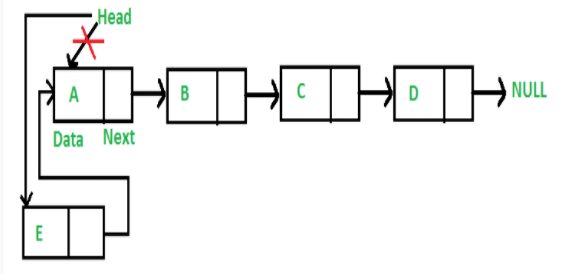 Head
A B C D NULL
Data Next
E